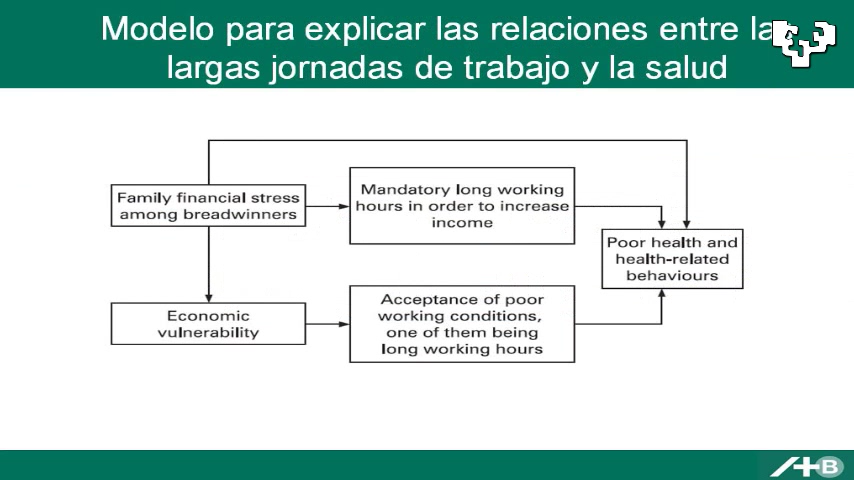 Modelo para explicar las relaciones entre la
largas jornadas de trabajo y la salud
Family financial stress
among breadwinners
Mandatory long working
hours in order to increase
income
Poor health and
health-related
behaviours
Economic
vulnerability
Acceptance of poor
working conditions,
one of them being
long working hours
B